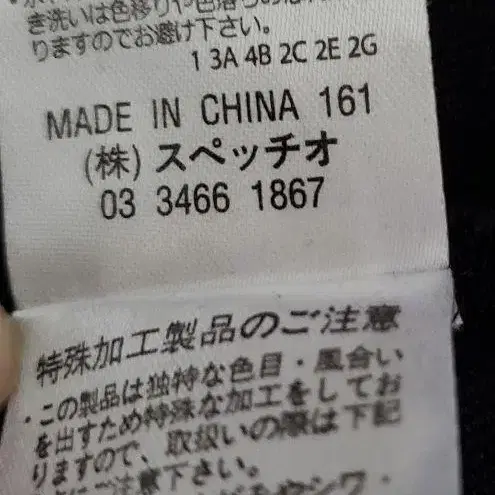 き洗いは色移りや色落ちの
りますのでお避け下さい。
1 3A 4B 2C 2E 2G
MADE IN CHINA 161
(株) スペッチオ
03 3466 1867
特殊加工製品のご注意
・この製品は独特な色目・風合い
を出すため特殊な加工をしてお
りますので、取扱いの際は下記
ご注意下さい。